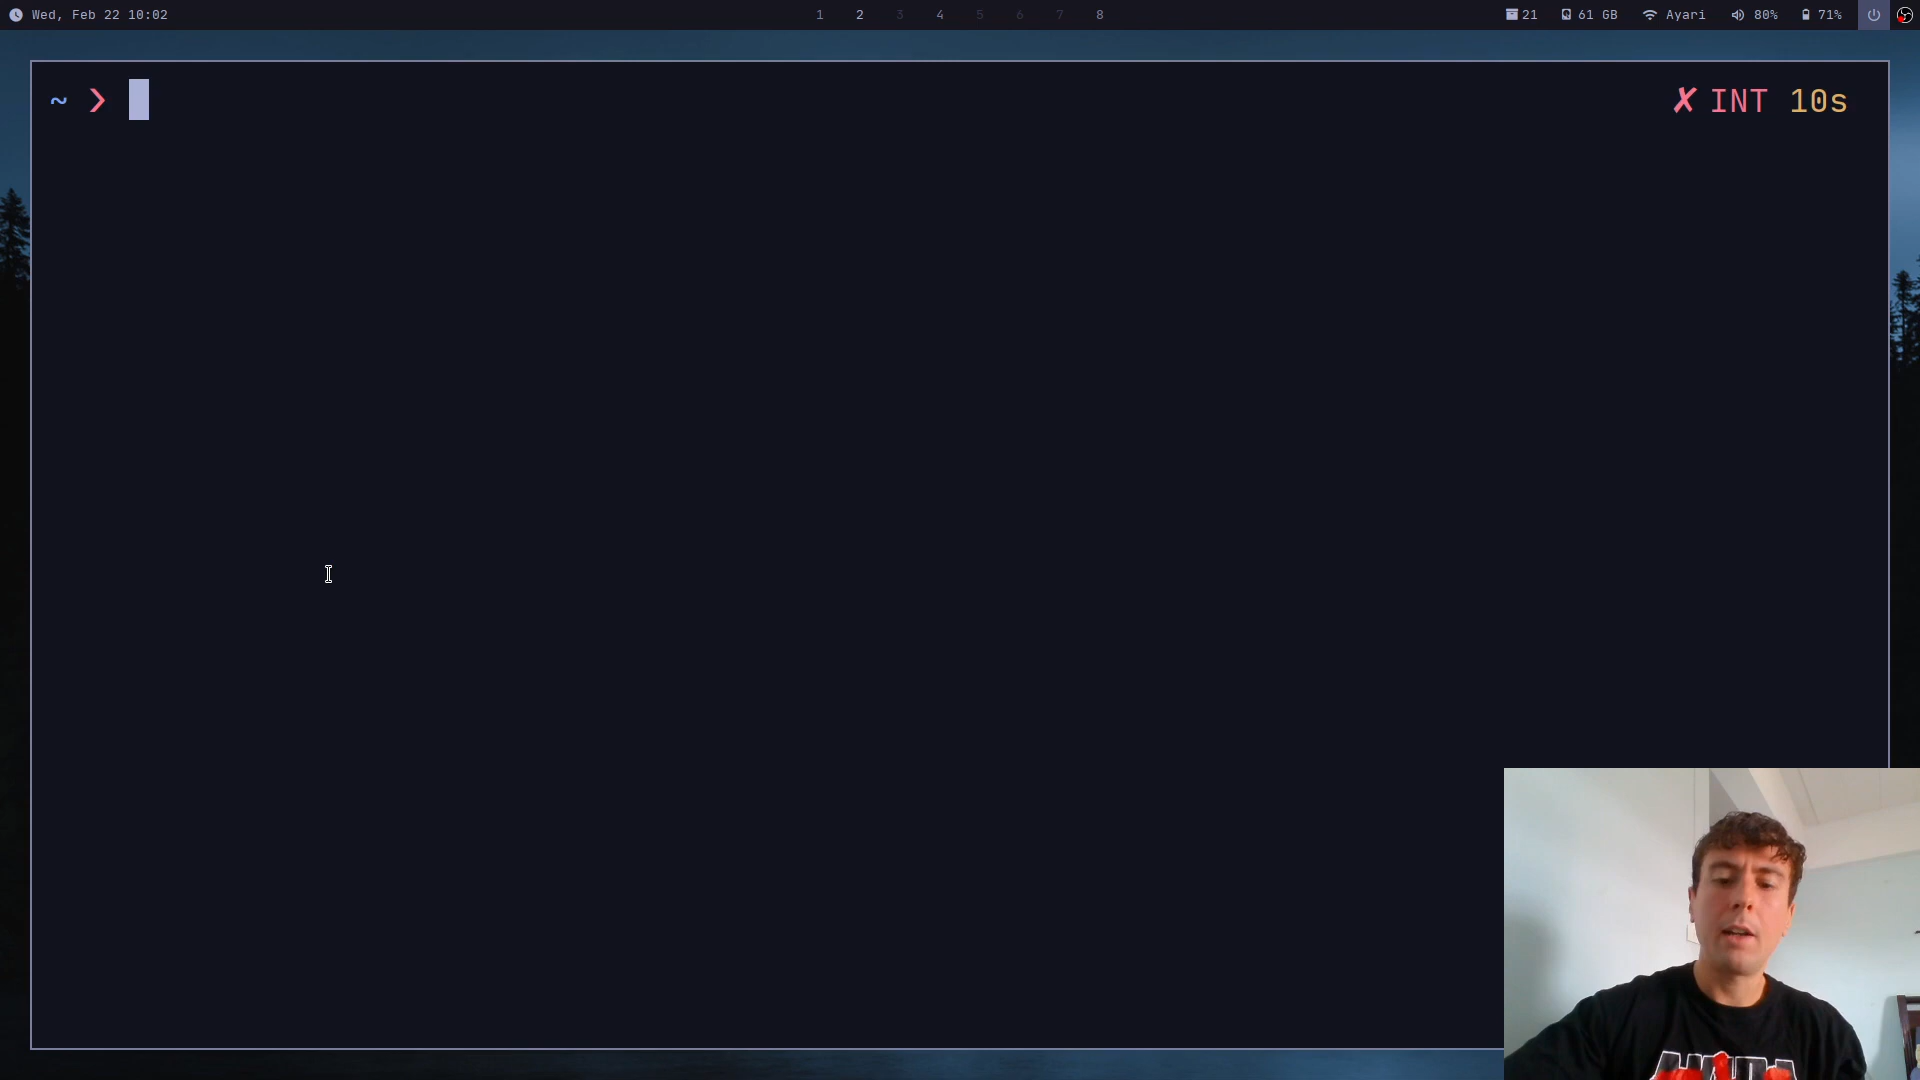 Wed, Feb 22 10:02
1 2 3 4 5 6 7 8
21 61 GB Ayari 80% 71%
~ ❯
✗ INT 10s